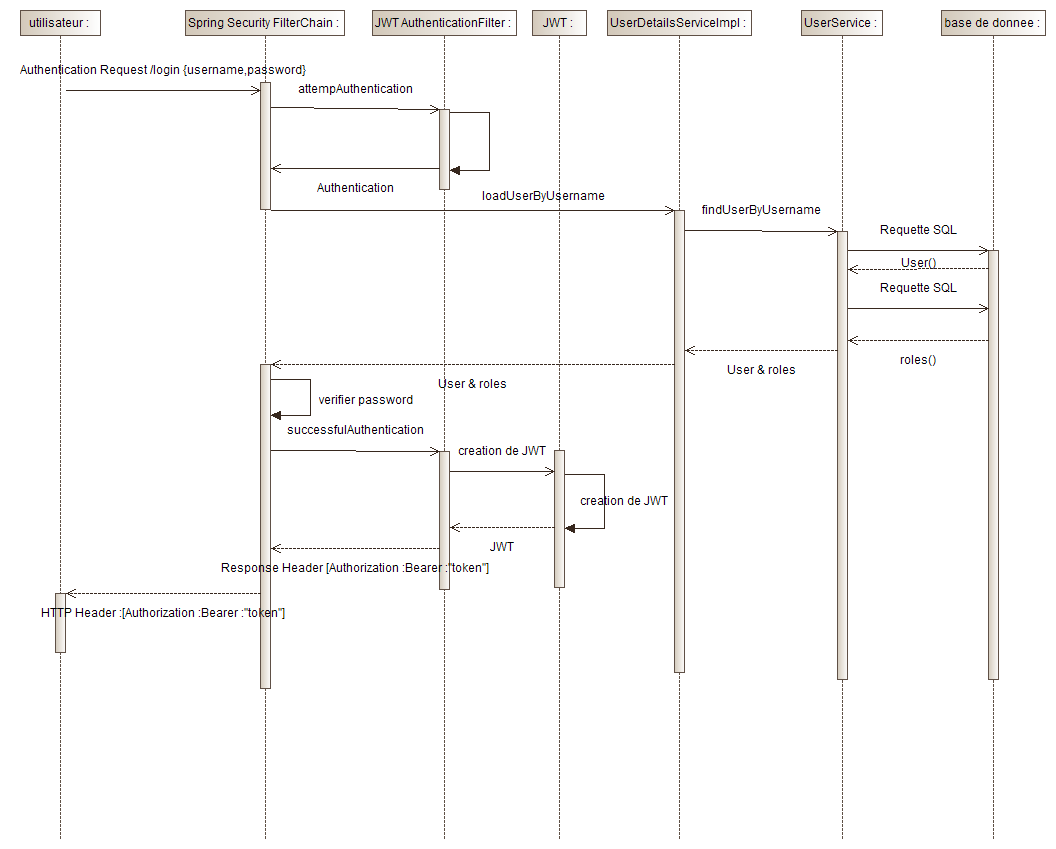 utilisateur :
Spring Security FilterChain :
JWT AuthenticationFilter :
JWT :
UserDetailsServiceImpl :
UserService :
base de donnee :
Authentication Request /login {username,password}
attempAuthentication
Authentication
loadUserByUsername
findUserByUsername
Requette SQL
User()
Requette SQL
roles()
User & roles
User & roles
verifier password
successfulAuthentication
creation de JWT
creation de JWT
JWT
Response Header [Authorization :Bearer :"token"]
HTTP Header :[Authorization :Bearer :"token"]